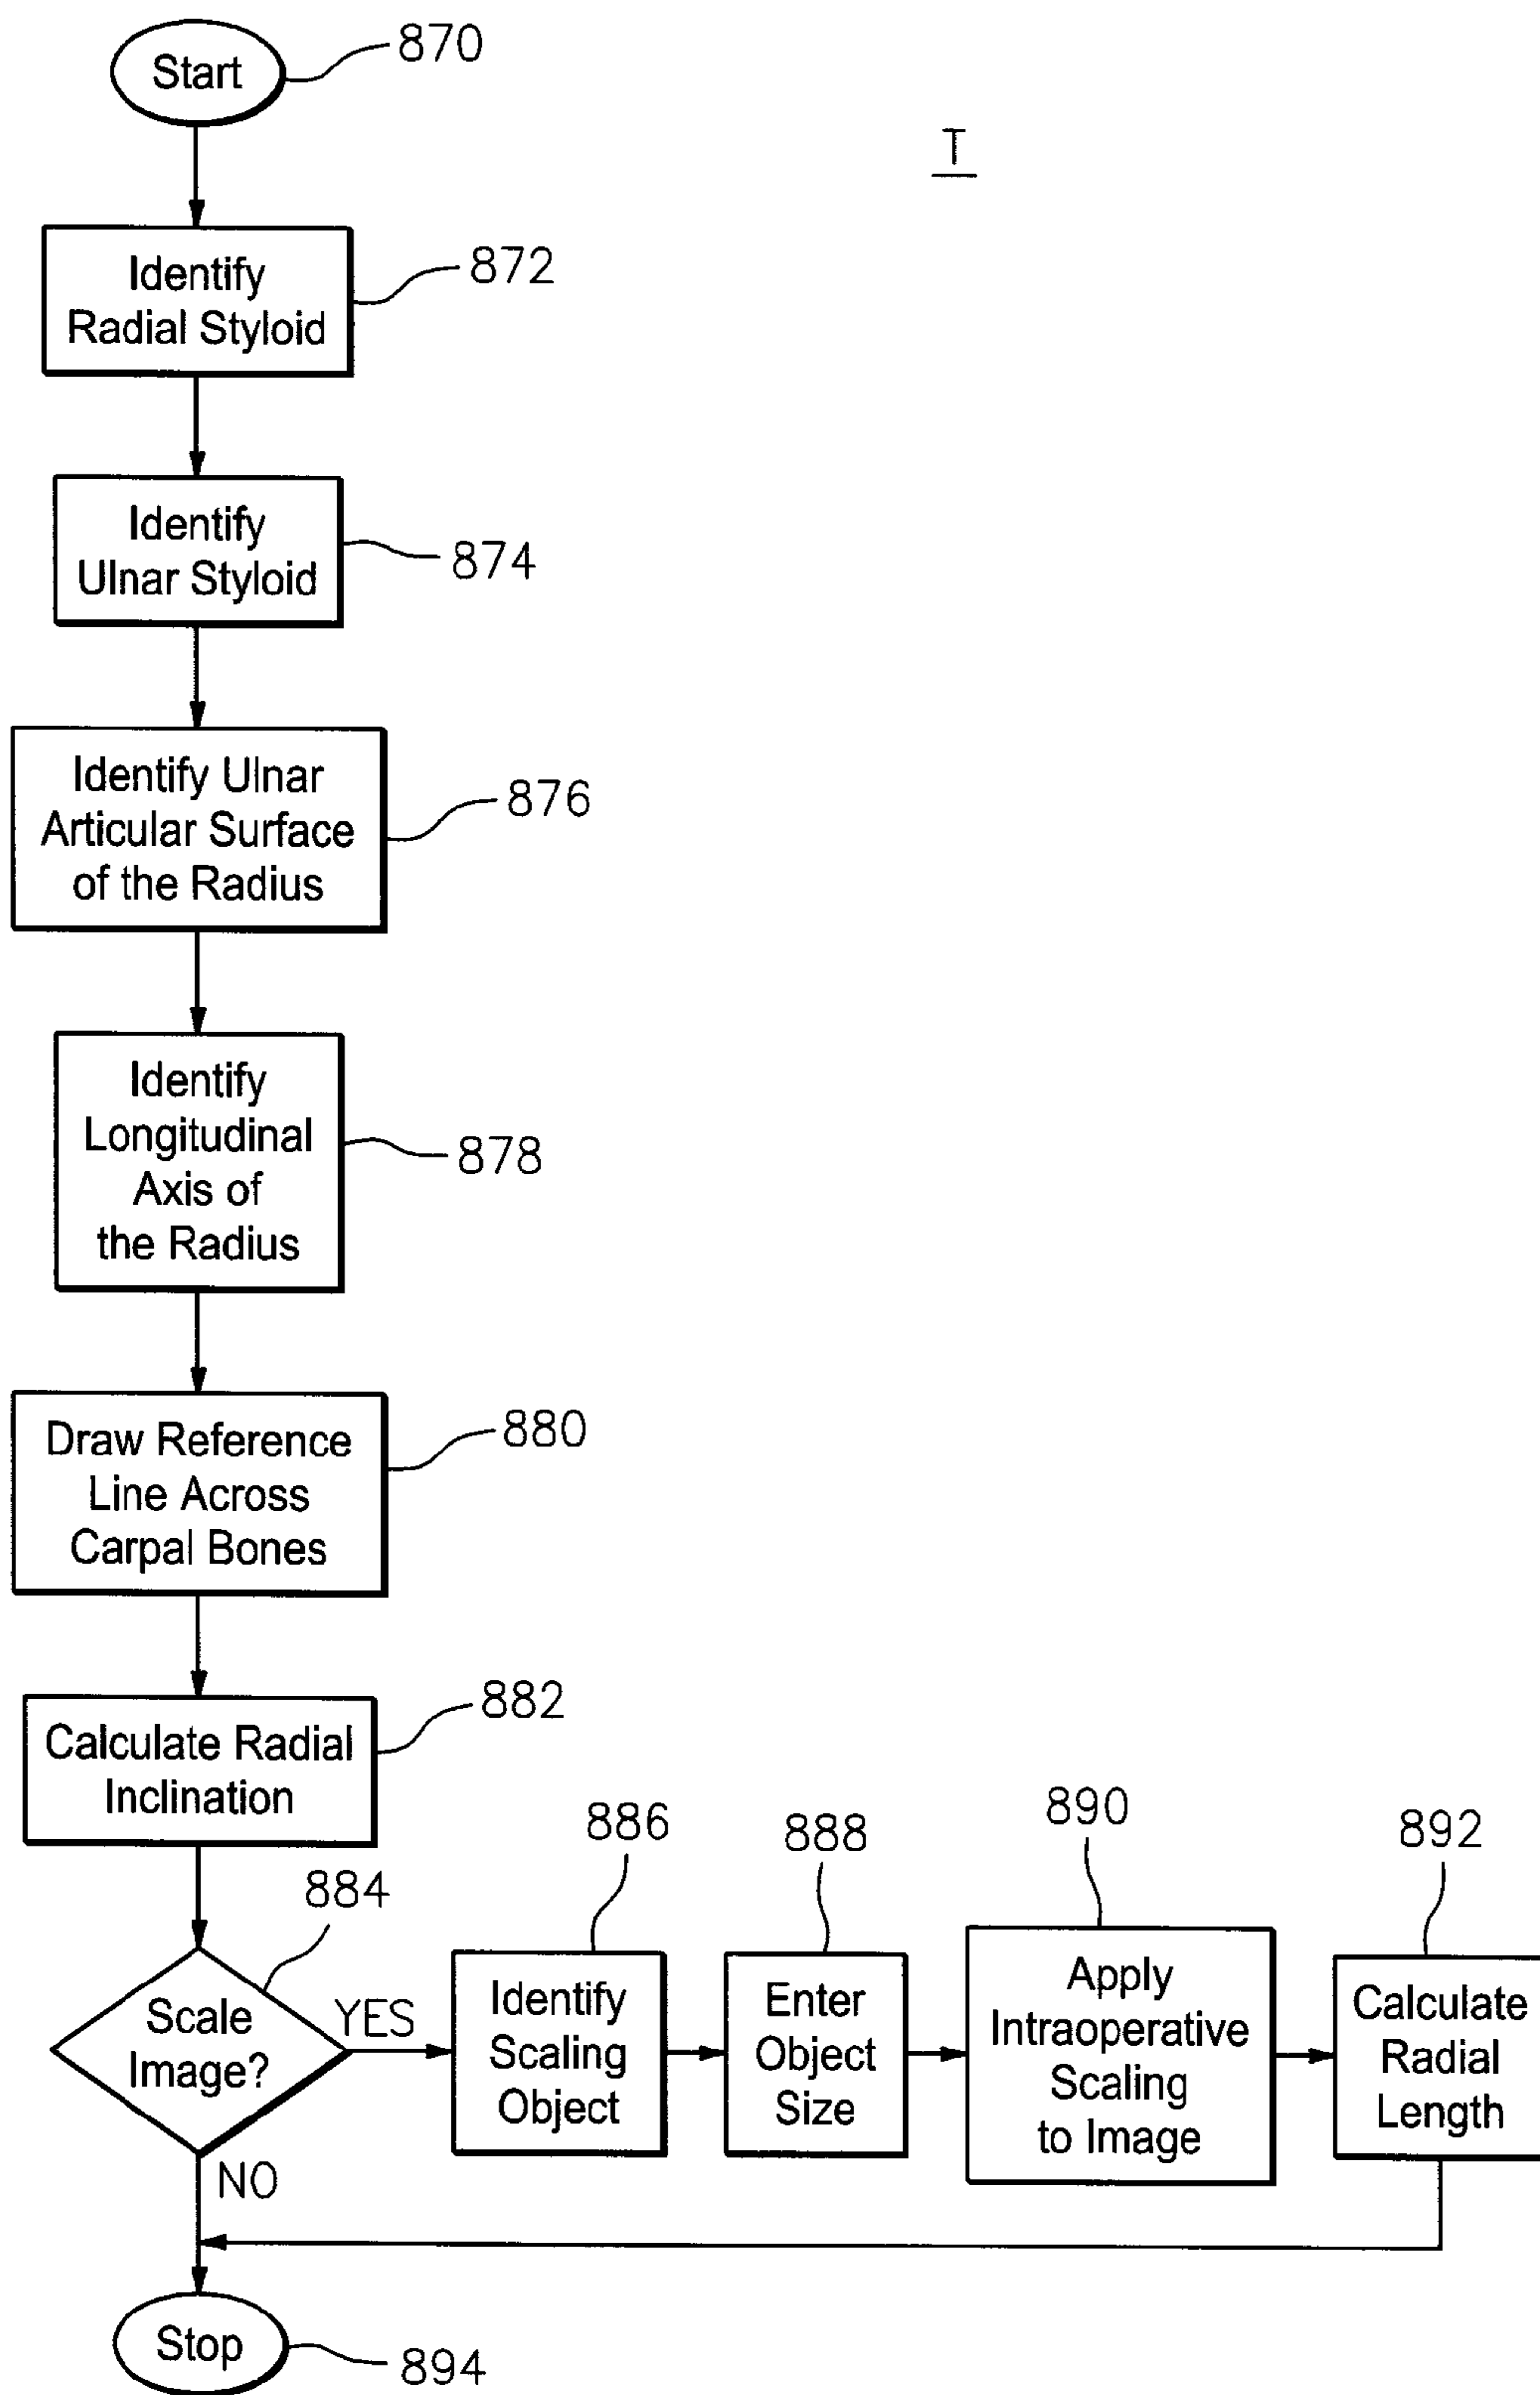 Start
870
T
Identify
Radial Styloid
872
Identify
Ulnar Styloid
874
Identify Ulnar
Articular Surface
of the Radius
876
Identify
Longitudinal
Axis of
the Radius
878
Draw Reference
Line Across
Carpal Bones
880
Calculate Radial
Inclination
882
Scale
Image?
884
YES
NO
Identify
Scaling
Object
886
Enter
Object
Size
888
Apply
Intraoperative
Scaling
to Image
890
Calculate
Radial
Length
892
Stop
894